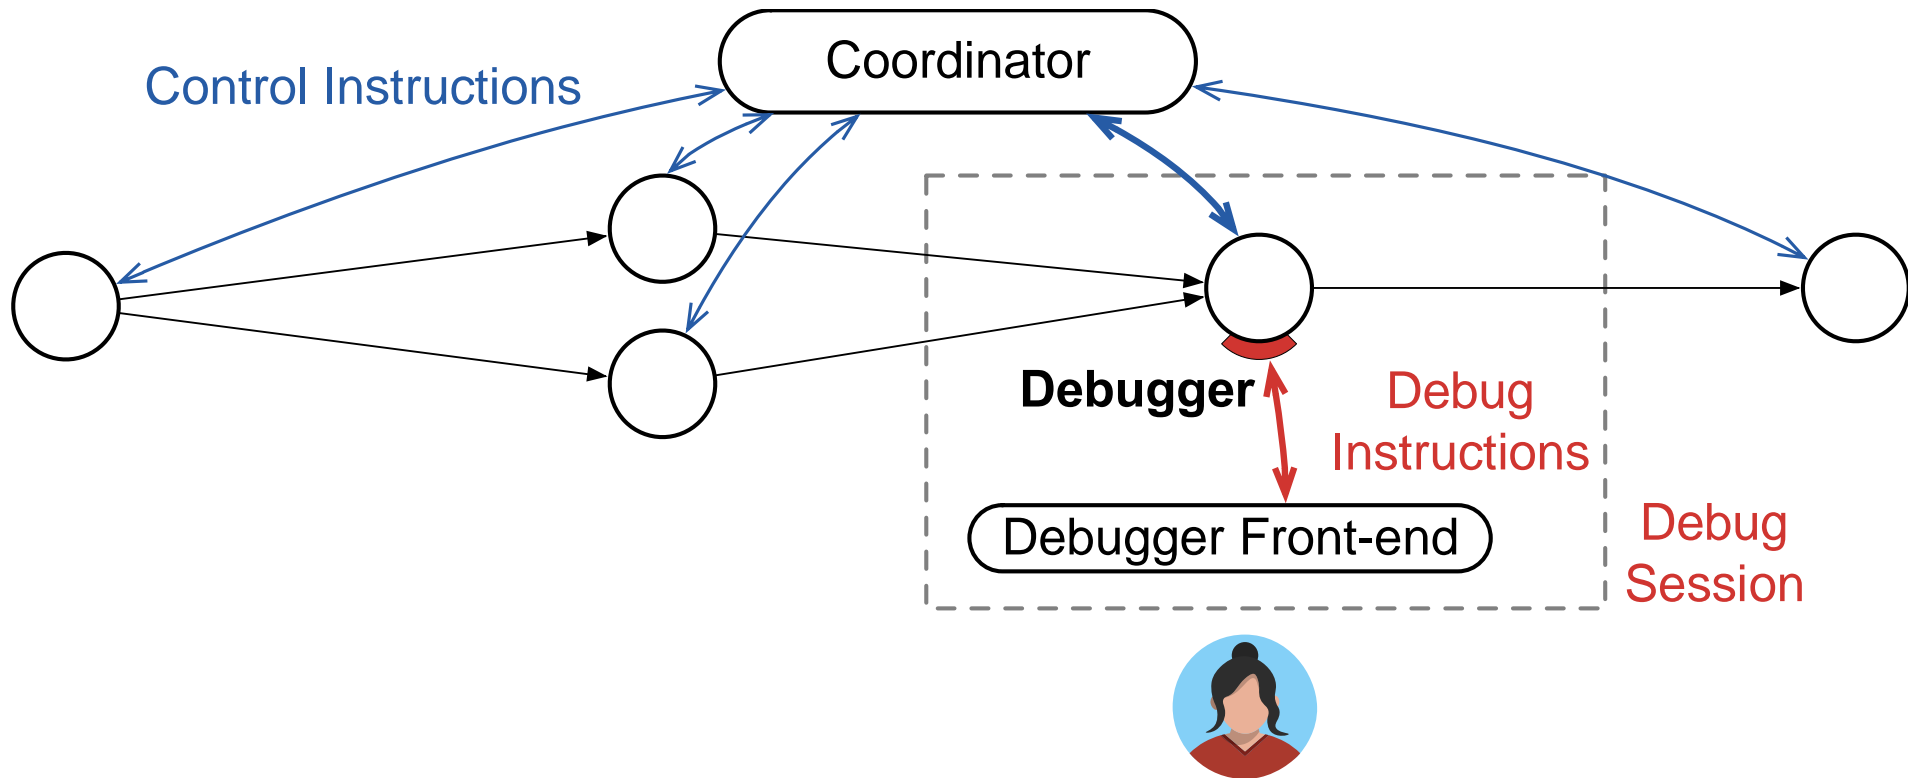 Coordinator
Control Instructions
Debugger
Debug
Instructions
Debugger Front-end
Debug
Session